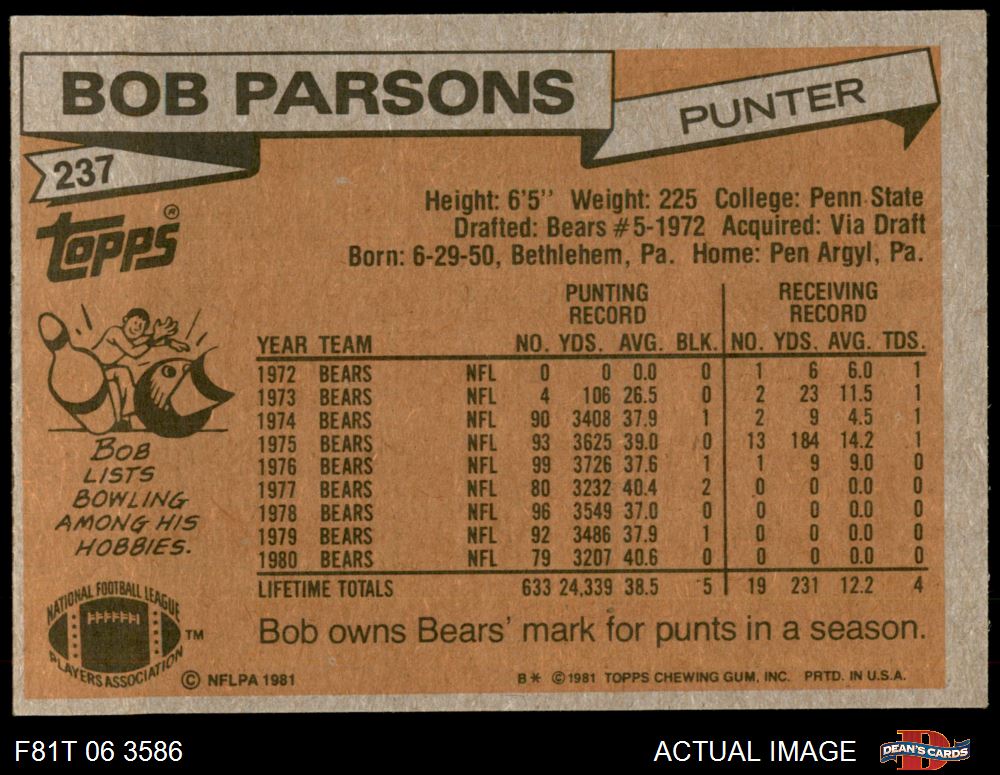 BOB PARSONS
PUNTER
237
TOPPS®
Height: 6'5'' Weight: 225 College: Penn State
Drafted: Bears #5-1972 Acquired: Via Draft
Born: 6-29-50, Bethlehem, Pa. Home: Pen Argyl, Pa.
PUNTING RECORD RECEIVING RECORD
YEAR TEAM NO. YDS. AVG. BLK. NO. YDS. AVG. TDS.
1972 BEARS NFL 0 0 0.0 0 1 6 6.0 1
1973 BEARS NFL 4 106 26.5 0 2 23 11.5 1
1974 BEARS NFL 90 3408 37.9 1 2 9 4.5 1
1975 BEARS NFL 93 3625 39.0 0 13 184 14.2 1
1976 BEARS NFL 99 3726 37.6 1 1 9 9.0 0
1977 BEARS NFL 80 3232 40.4 2 0 0 0.0 0
1978 BEARS NFL 96 3549 37.0 0 0 0 0.0 0
1979 BEARS NFL 92 3486 37.9 1 0 0 0.0 0
1980 BEARS NFL 79 3207 40.6 0 0 0 0.0 0
LIFETIME TOTALS 633 24,339 38.5 5 19 231 12.2 4
BOB
LISTS
BOWLING
AMONG HIS
HOBBIES.
NATIONAL FOOTBALL LEAGUE
PLAYERS ASSOCIATION
TM
Bob owns Bears' mark for punts in a season.
© NFLPA 1981
B* © 1981 TOPPS CHEWING GUM, INC. PRTD. IN U.S.A.
F81T 06 3586
ACTUAL IMAGE
D
DEAN'S CARDS